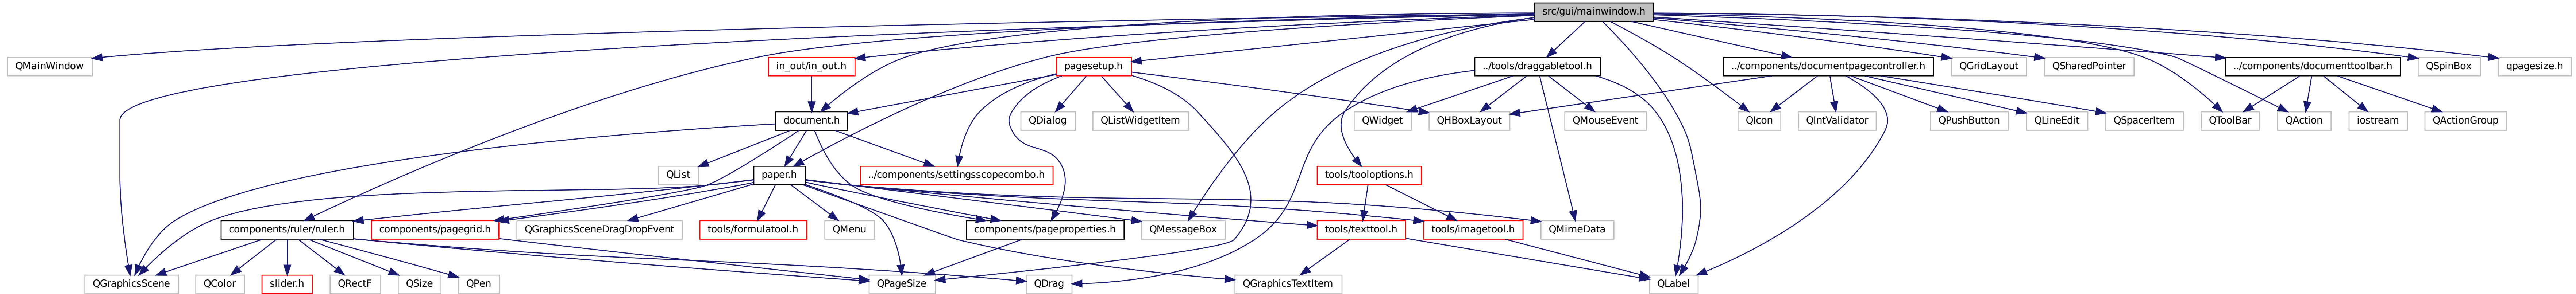 src/gui/mainwindow.h
QMainWindow
in_out/in_out.h
pagesetup.h
../tools/draggabletool.h
../components/documentpagecontroller.h
QGridLayout
QSharedPointer
../components/documenttoolbar.h
QSpinBox
qpagesize.h
document.h
QDialog
QListWidgetItem
QWidget
QHBoxLayout
QMouseEvent
QIcon
QIntValidator
QPushButton
QLineEdit
QSpacerItem
QToolBar
QAction
iostream
QActionGroup
QList
paper.h
../components/settingsscopecombo.h
tools/tooloptions.h
components/ruler/ruler.h
components/pagegrid.h
QGraphicsSceneDragDropEvent
tools/formulatool.h
QMenu
components/pageproperties.h
QMessageBox
tools/texttool.h
tools/imagetool.h
QMimeData
QGraphicsScene
QColor
slider.h
QRectF
QSize
QPen
QPageSize
QDrag
QGraphicsTextItem
QLabel